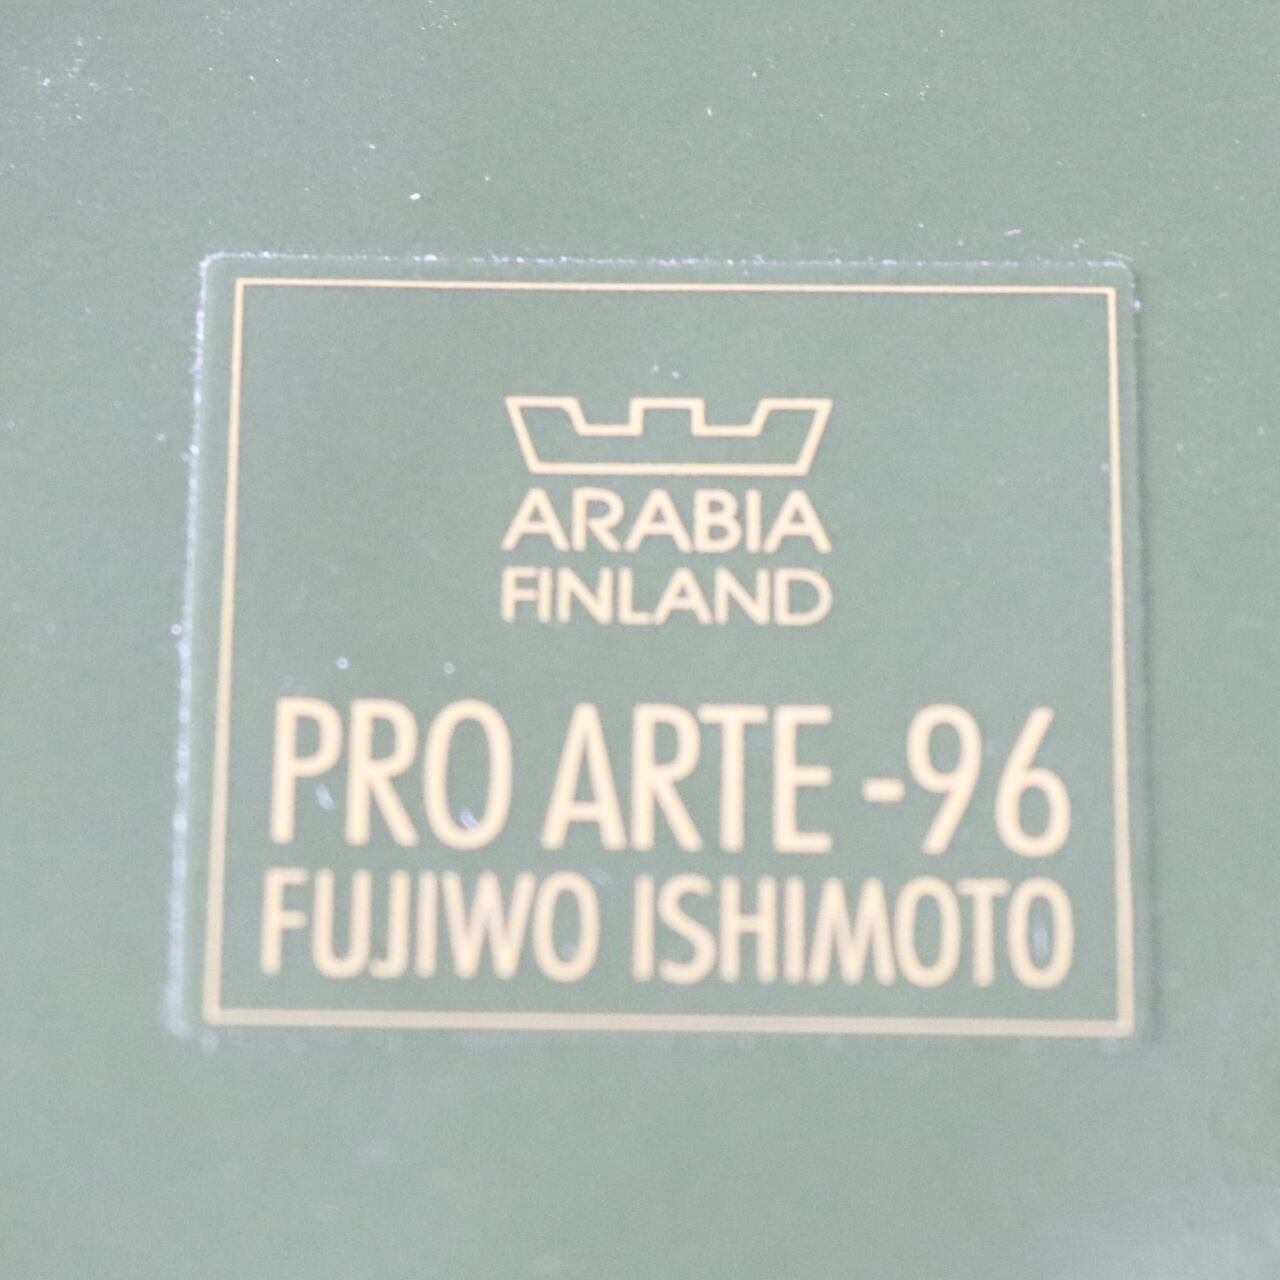 ARABIA
FINLAND
PRO ARTE -96
FUJIWO ISHIMOTO